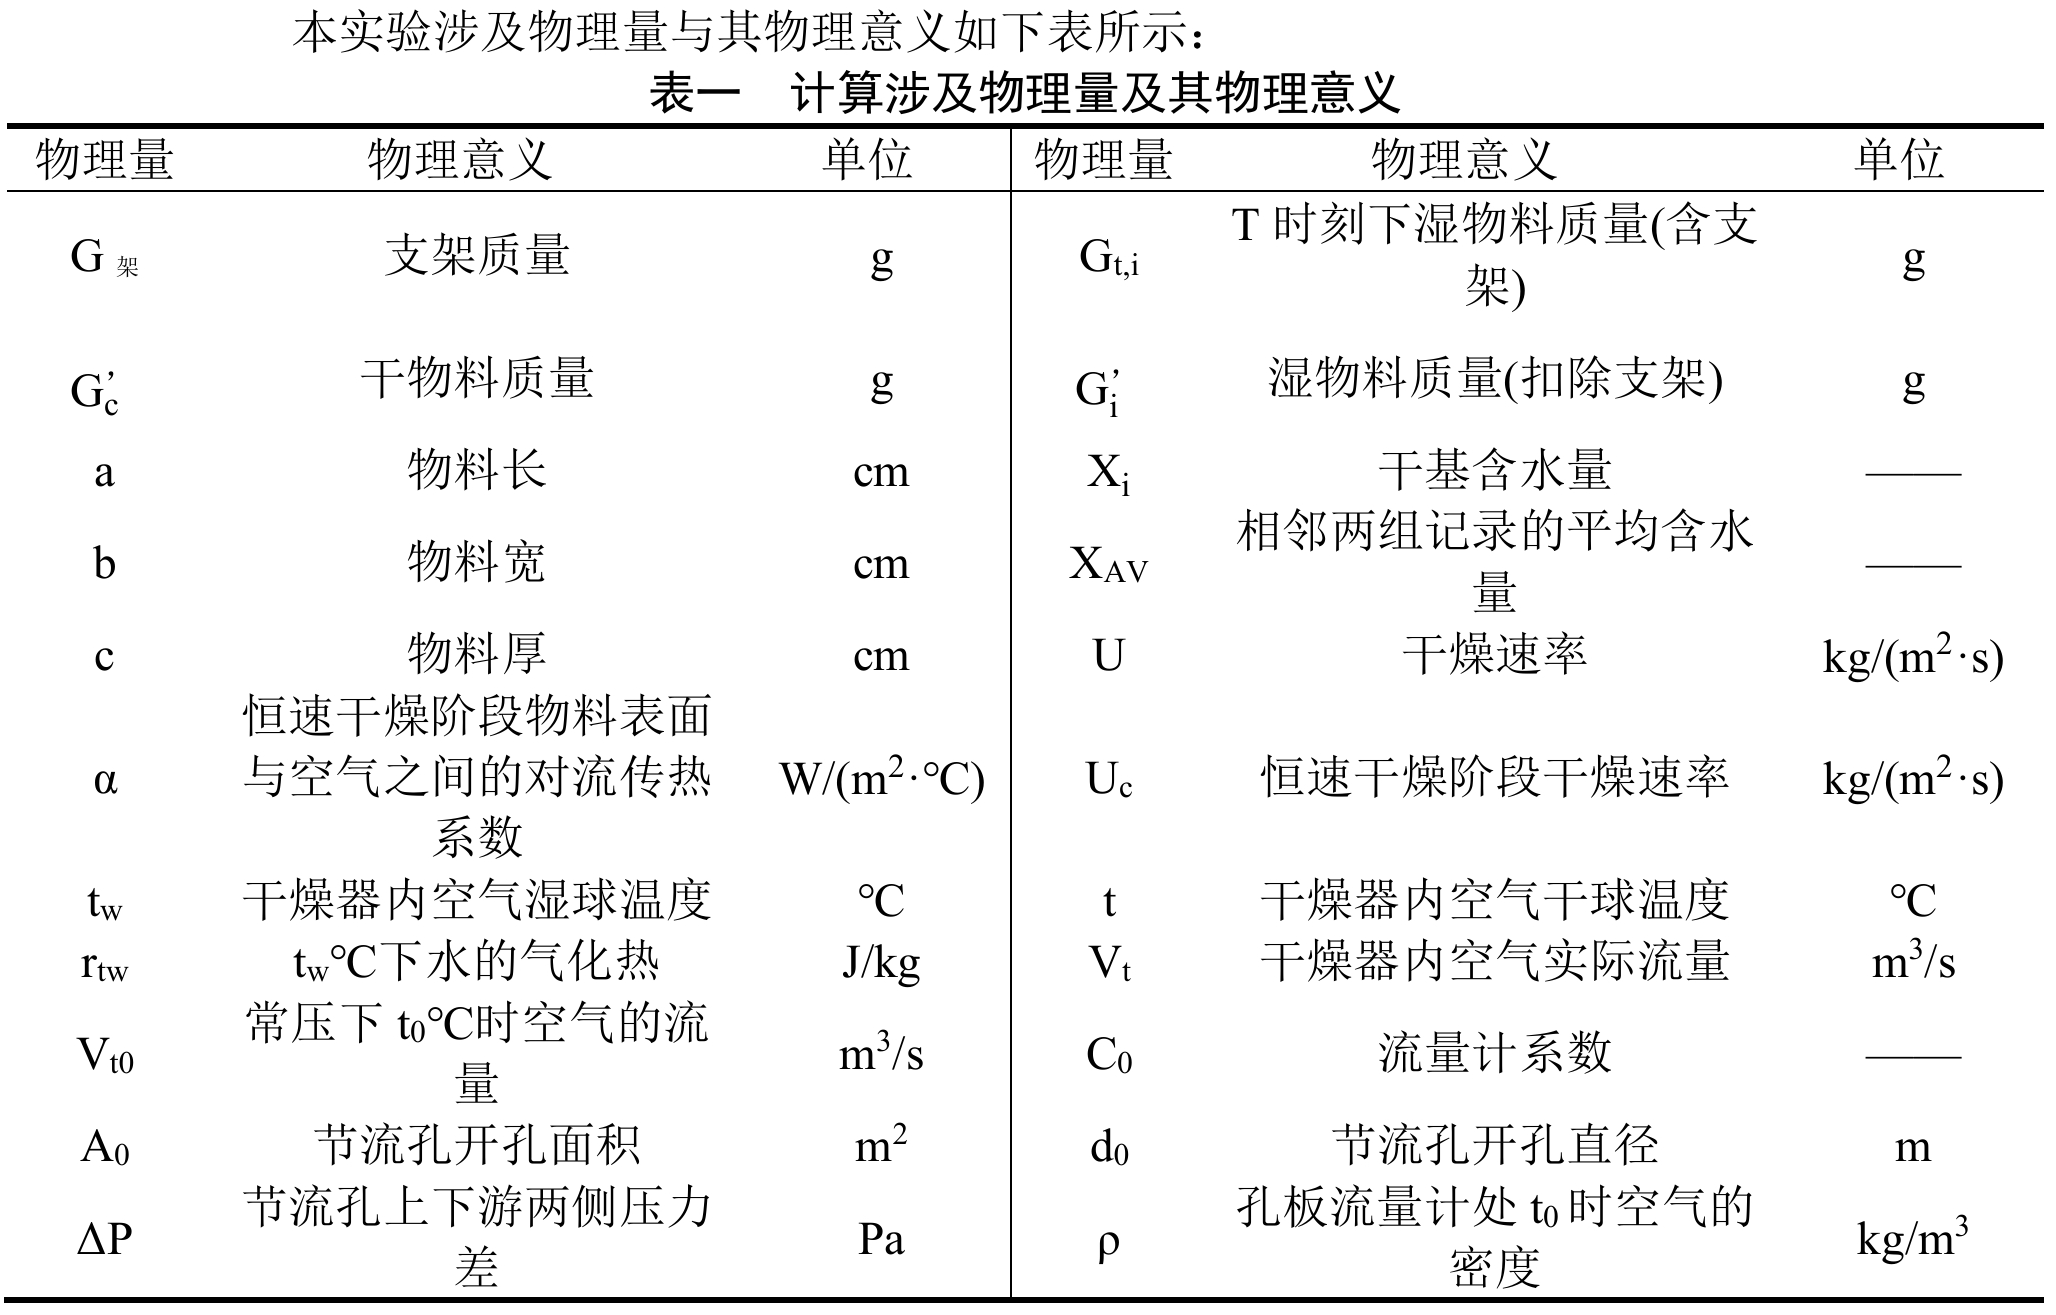 本实验涉及物理量与其物理意义如下表所示：
表一 计算涉及物理量及其物理意义
物理量 物理意义 单位 物理量 物理意义 单位
G架 支架质量 g Gt,i T 时刻下湿物料质量(含支
架) g
G’c 干物料质量 g G’i 湿物料质量(扣除支架) g
a 物料长 cm Xi 干基含水量 ——
b 物料宽 cm XAV 相邻两组记录的平均含水
量 ——
c 物料厚 cm U 干燥速率 kg/(m2·s)
恒速干燥阶段物料表面
α 与空气之间的对流传热 W/(m2·℃) Uc 恒速干燥阶段干燥速率 kg/(m2·s)
系数
tw 干燥器内空气湿球温度 ℃ t 干燥器内空气干球温度 ℃
rtw tw℃下水的气化热 J/kg Vt 干燥器内空气实际流量 m3/s
常压下 t0℃时空气的流
Vt0 量 m3/s C0 流量计系数 ——
A0 节流孔开孔面积 m2 d0 节流孔开孔直径 m
节流孔上下游两侧压力 孔板流量计处 t0 时空气的
ΔP 差 Pa ρ 密度 kg/m3